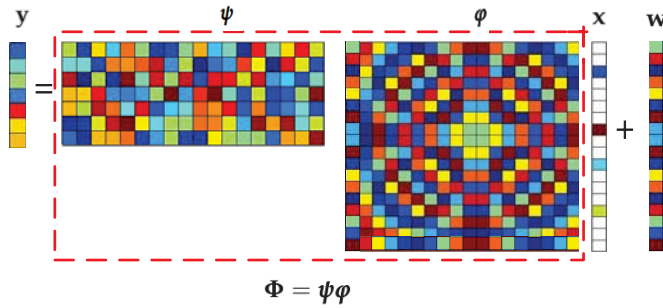 y = ψ φ x + w
Φ = ψφ